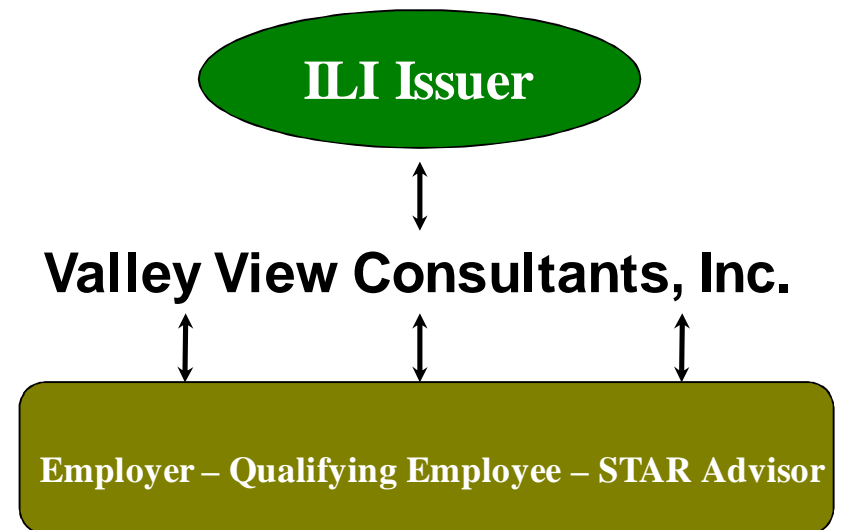 ILI Issuer
Valley View Consultants, Inc.
Employer – Qualifying Employee – STAR Advisor